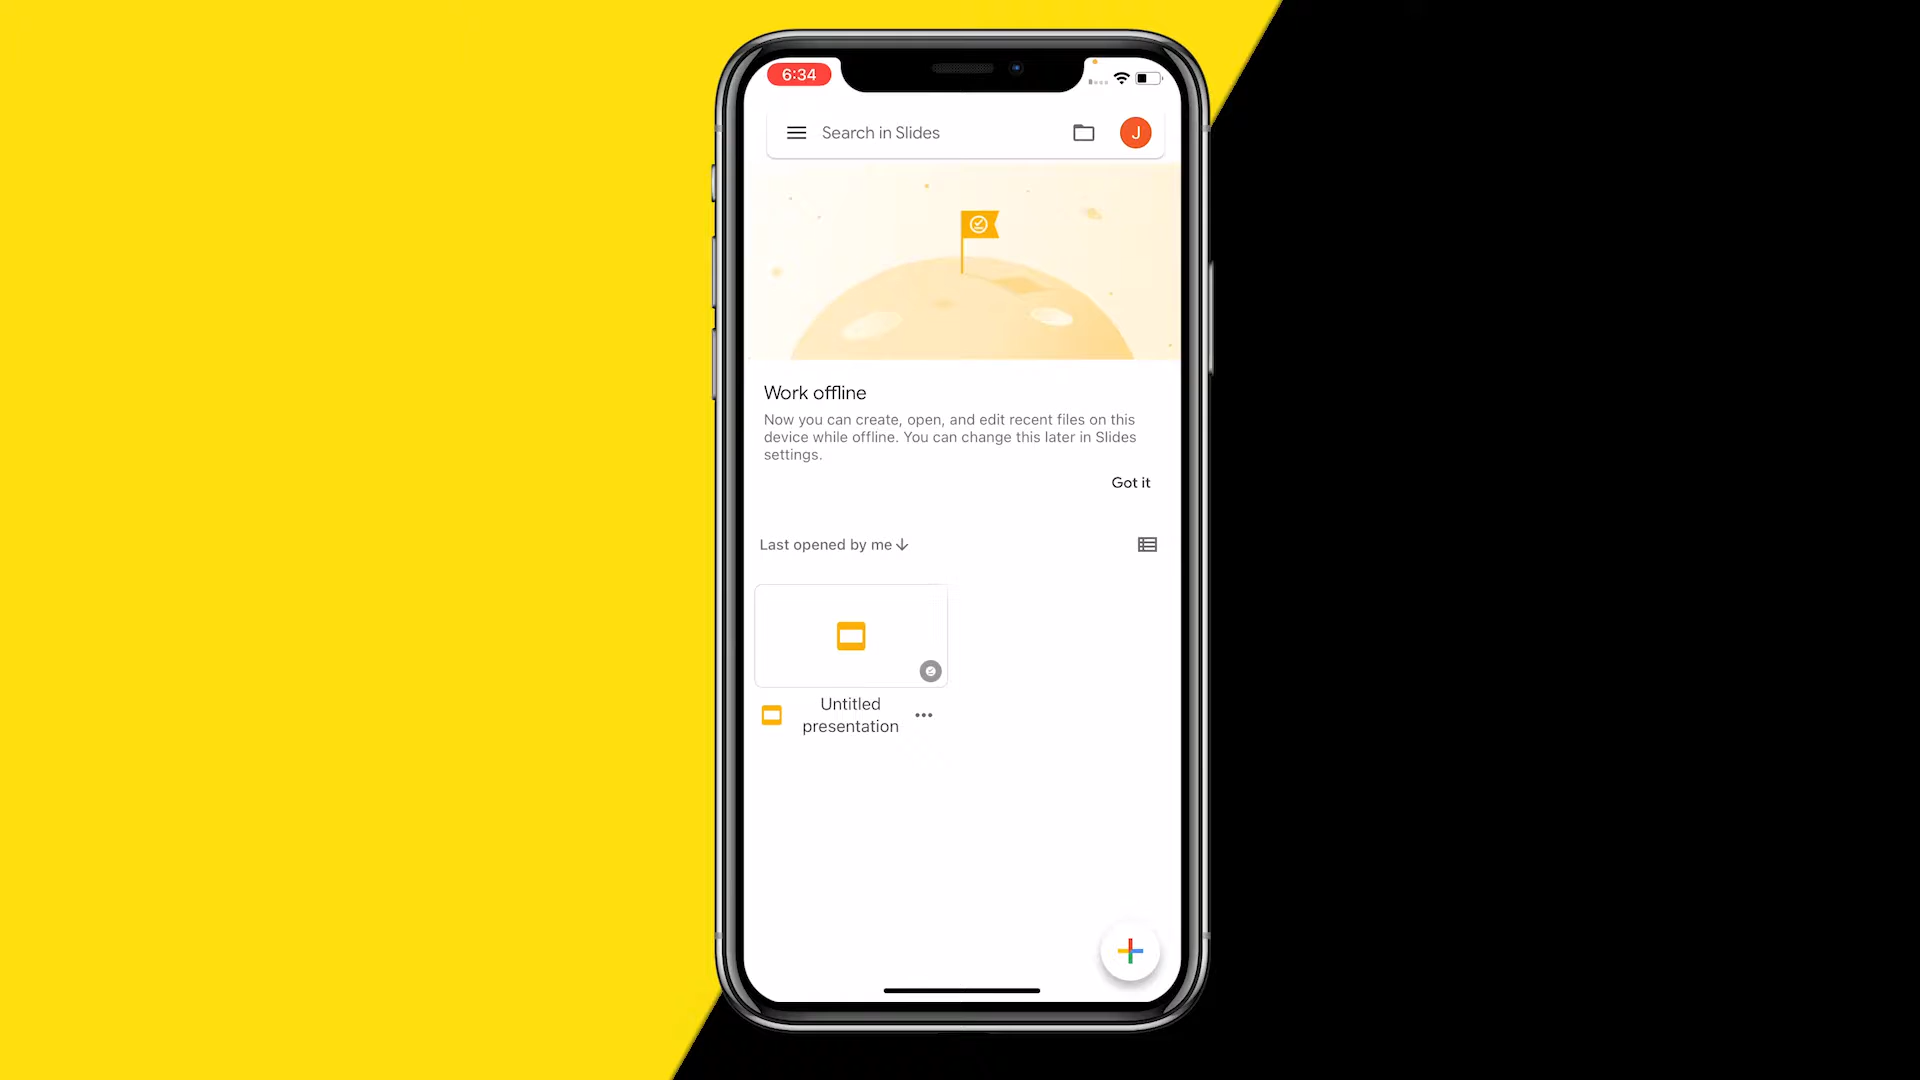 6:34
Search in Slides
J
Work offline
Now you can create, open, and edit recent files on this
device while offline. You can change this later in Slides
settings.
Got it
Last opened by me
Untitled
presentation